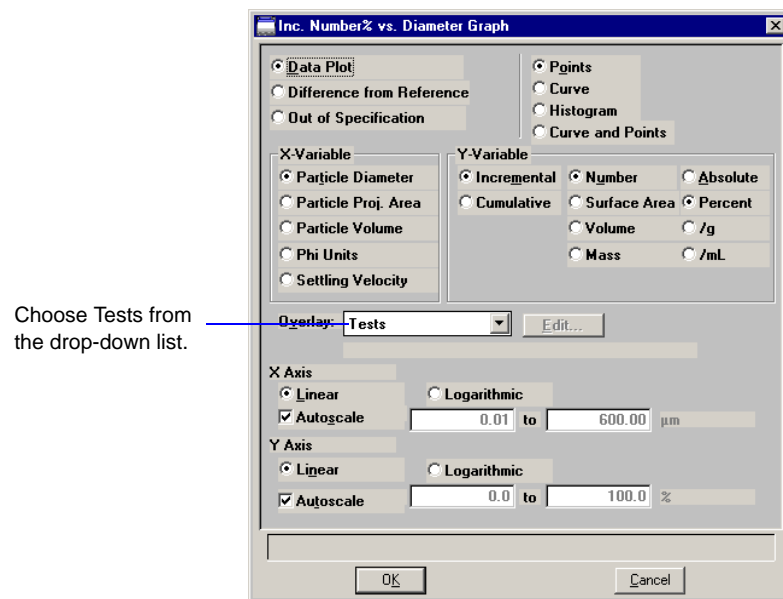 Inc. Number% vs. Diameter Graph
Data Plot
Difference from Reference
Out of Specification
Points
Curve
Histogram
Curve and Points
X-Variable
Particle Diameter
Particle Proj. Area
Particle Volume
Phi Units
Settling Velocity
Y-Variable
Incremental Number Absolute
Cumulative Surface Area Percent
Volume /g
Mass /mL
Choose Tests from
the drop-down list.
Overlay: Tests Edit...
X Axis
Linear Logarithmic
Autoscale 0.01 to 600.00 µm
Y Axis
Linear Logarithmic
Autoscale 0.0 to 100.0 %
OK Cancel